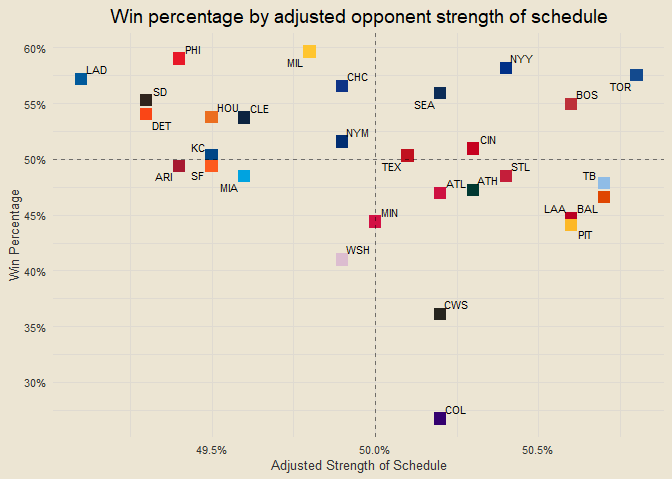 Win percentage by adjusted opponent strength of schedule
60%
55%
50%
45%
40%
35%
30%
Win Percentage
PHI
MIL
LAD
NYY
CHC
TOR
SD
SEA
BOS
HOU
CLE
DET
NYM
CIN
KC
TEX
ARI
SF
STL
TB
MIA
ATL
ATH
MIN
LAA
BAL
PIT
WSH
CWS
COL
49.5%
50.0%
50.5%
Adjusted Strength of Schedule